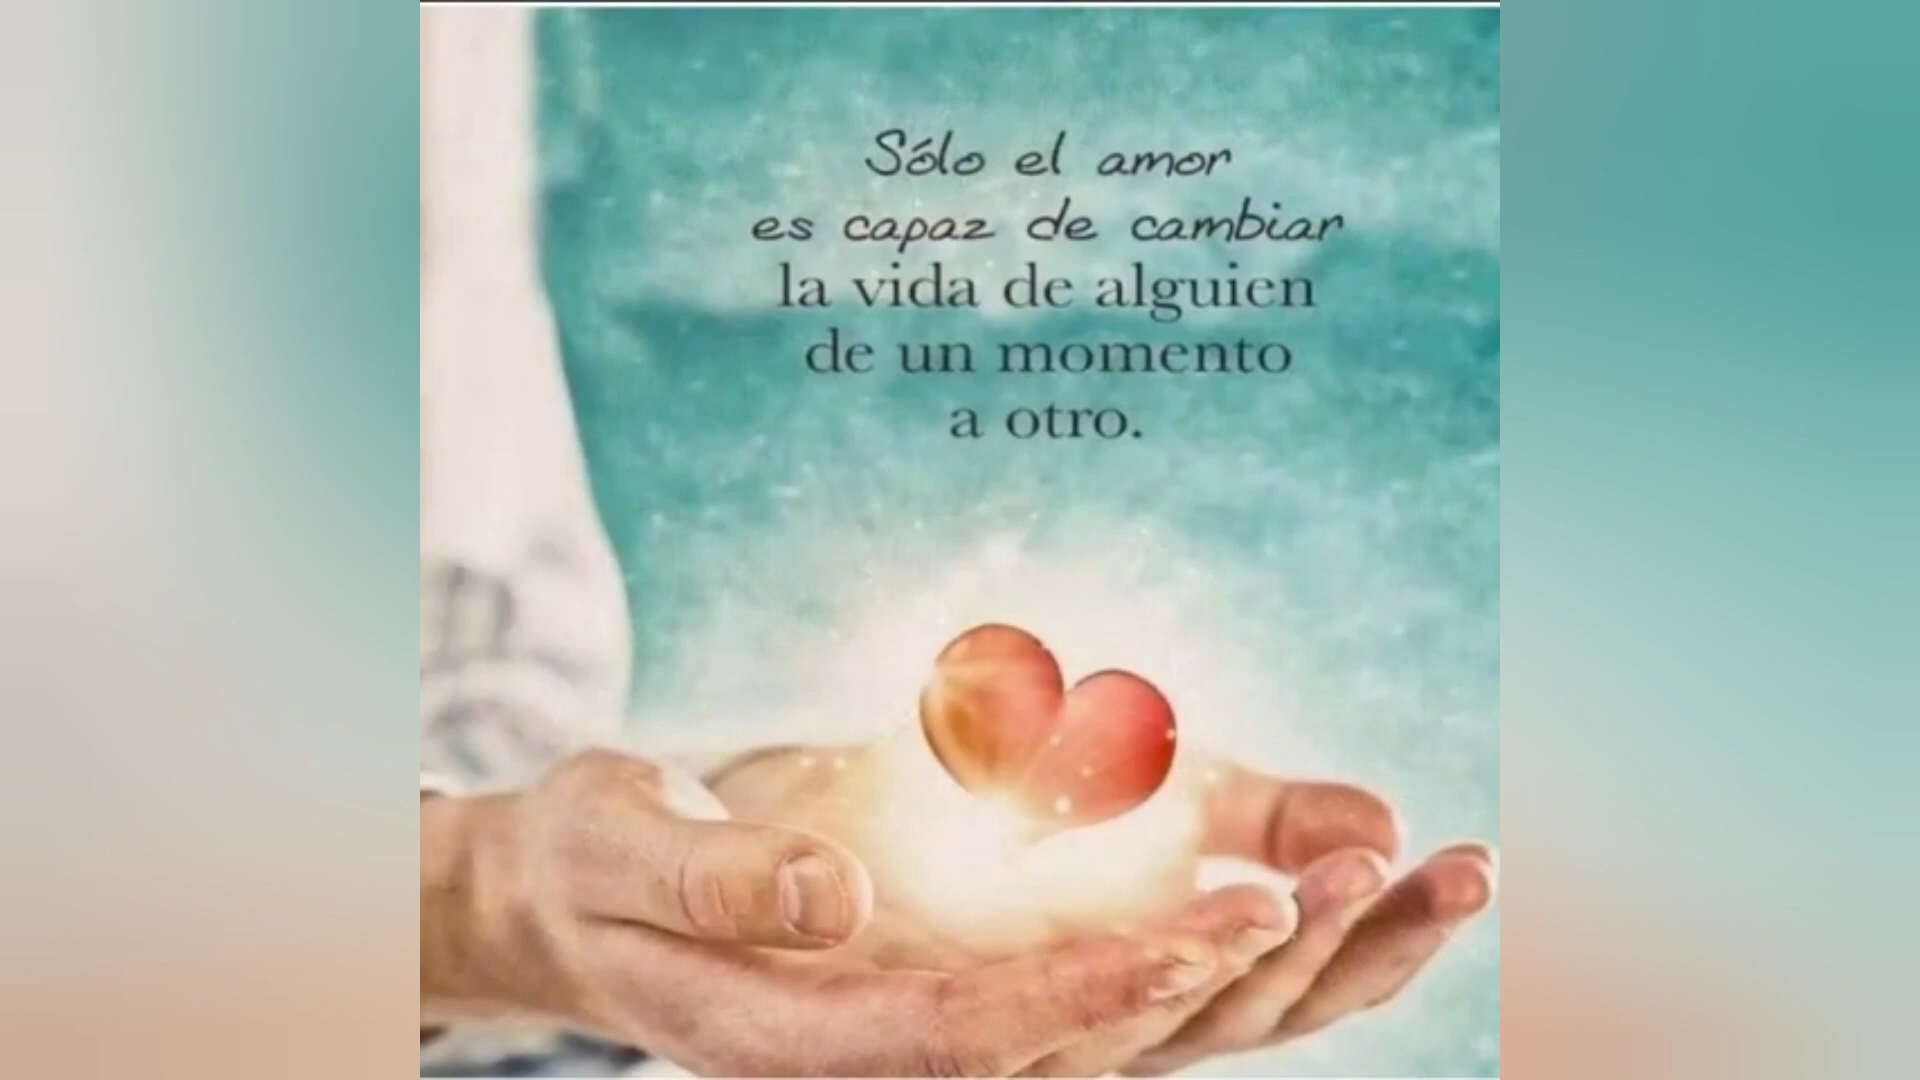 Sólo el amor
es capaz de cambiar
la vida de alguien
de un momento
a otro.